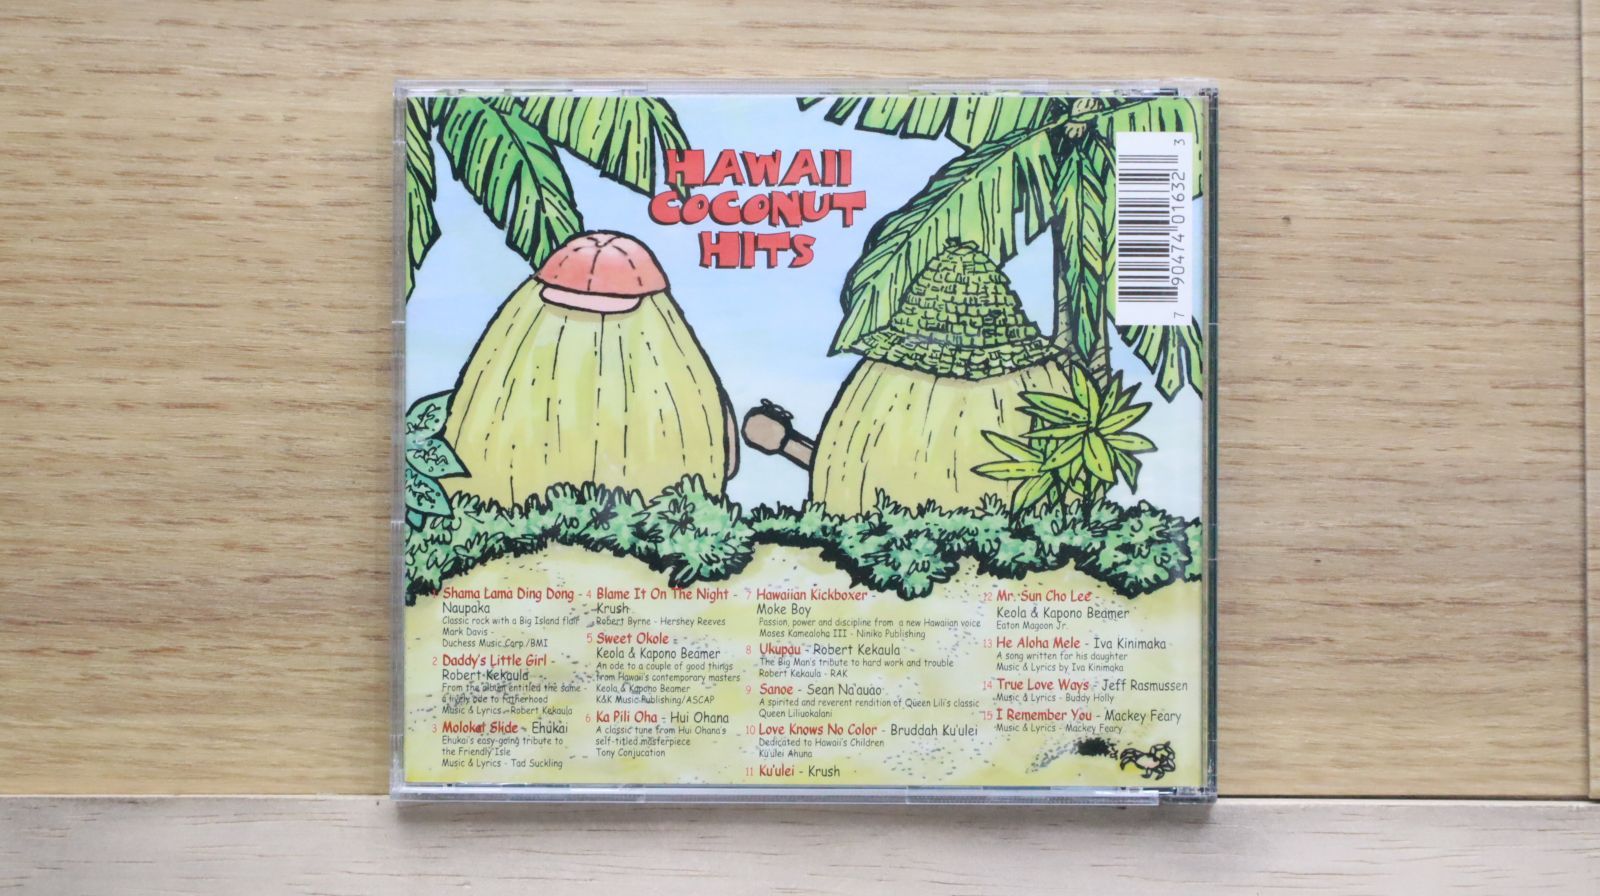 HAWAII
COCONUT
HITS
7 90474 01632 3
1 Shama Lama Ding Dong -
Naupaka
Classic rock with a Big Island flair
Mark Davis -
Duchess Music Corp./BMI
2 Daddy's Little Girl -
Robert Kekaula
From the album entitled the same -
a lively ode to fatherhood
Music & Lyrics - Robert Kekaula
3 Molokai Slide - Ehukai
Ehukai's easy-going tribute to
the Friendly Isle
Music & Lyrics - Tad Suckling
4 Blame It On The Night -
Krush
Robert Byrne - Hershey Reeves
5 Sweet Okole -
Keola & Kapono Beamer
An ode to a couple of good things
from Hawaii's contemporary masters
Keola & Kapono Beamer
K&K Music Publishing/ASCAP
6 Ka Pili Oha - Hui Ohana
A classic tune from Hui Ohana's
self-titled masterpiece
Tony Conjucation
7 Hawaiian Kickboxer -
Moke Boy
Passion, power and discipline from a new Hawaiian voice
Moses Kamealoha III - Niniko Publishing
8 Ukupau - Robert Kekaula
The Big Man's tribute to hard work and trouble
Robert Kekaula - RAK
9 Sanoe - Sean Na'auao
A spirited and reverent rendition of Queen Lili's classic
Queen Liliuokalani
10 Love Knows No Color - Bruddah Ku'ulei
Dedicated to Hawaii's Children
Ku'ulei Ahuna
11 Ku'ulei - Krush
12 Mr. Sun Cho Lee -
Keola & Kapono Beamer
Eaton Magoon Jr.
13 He Aloha Mele - Iva Kinimaka
A song written for his daughter
Music & Lyrics by Iva Kinimaka
14 True Love Ways - Jeff Rasmussen
Music & Lyrics - Buddy Holly
15 I Remember You - Mackey Feary
Music & Lyrics - Mackey Feary